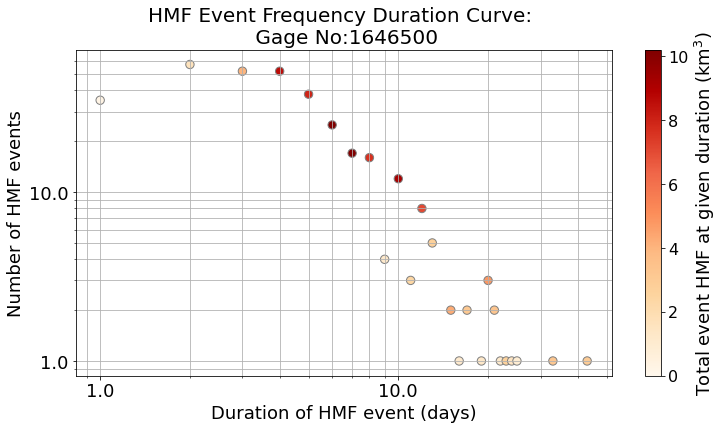 HMF Event Frequency Duration Curve:
Gage No:1646500
Number of HMF events
10.0
1.0
1.0
10.0
Duration of HMF event (days)
10
8
6
4
2
0
Total event HMF at given duration (km³)